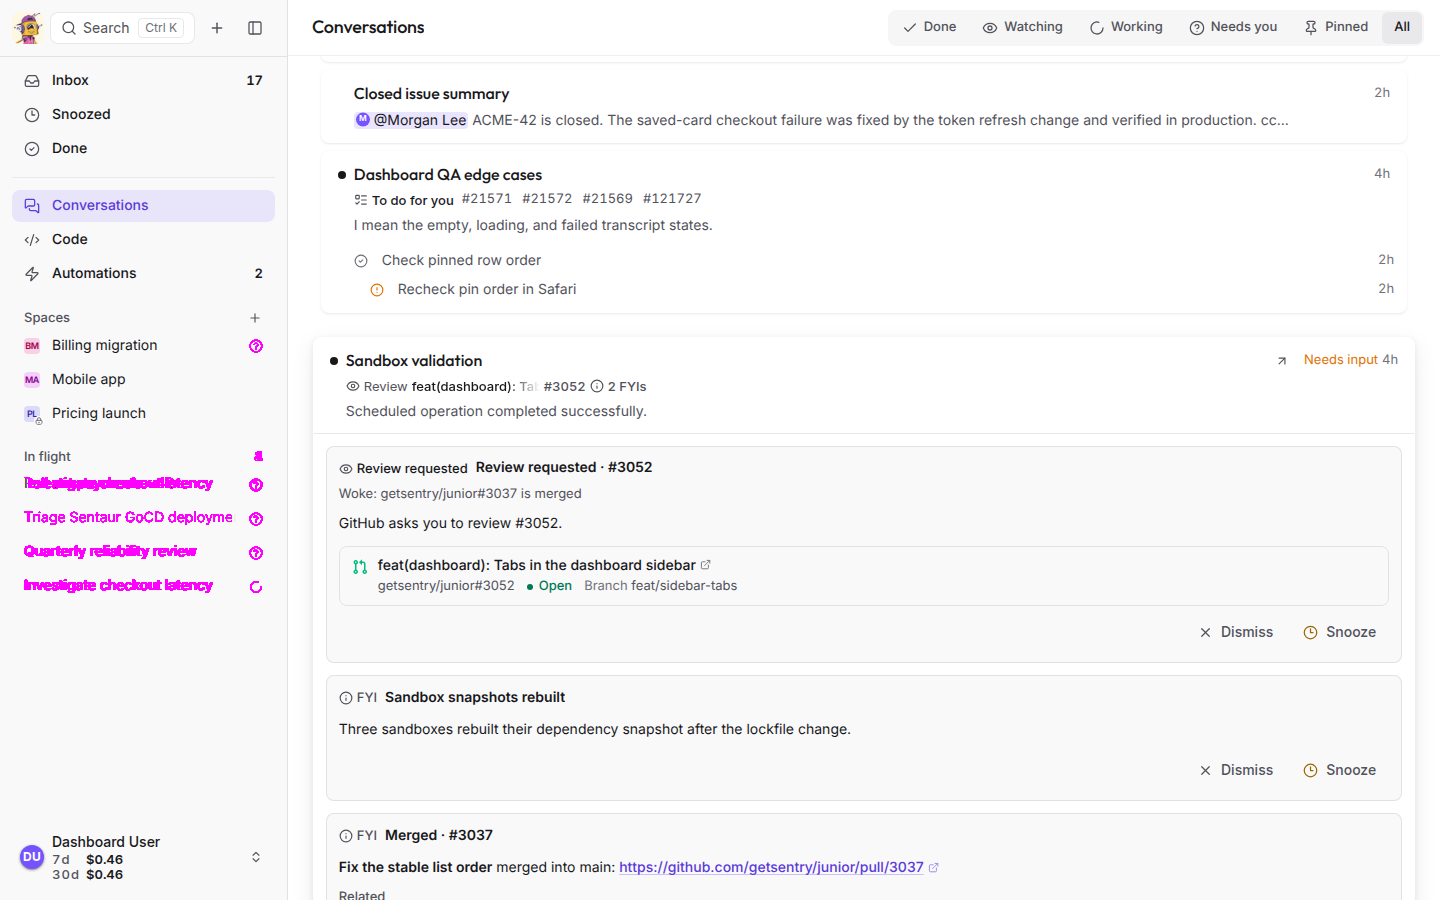 Search Ctrl K
Inbox 17
Snoozed
Done
Conversations
Code
Automations 2
Spaces
BM Billing migration
MA Mobile app
PL Pricing launch
In flight
Triage Sentaur GoCD deployme
Quarterly reliability review
Investigate checkout latency
DU Dashboard User
7d $0.46
30d $0.46
Conversations
Done Watching Working Needs you Pinned All
Closed issue summary 2h
M @Morgan Lee ACME-42 is closed. The saved-card checkout failure was fixed by the token refresh change and verified in production. cc...
Dashboard QA edge cases 4h
To do for you #21571 #21572 #21569 #121727
I mean the empty, loading, and failed transcript states.
Check pinned row order 2h
Recheck pin order in Safari 2h
Sandbox validation Needs input 4h
Review feat(dashboard): Tab #3052 2 FYIs
Scheduled operation completed successfully.
Review requested Review requested · #3052
Woke: getsentry/junior#3037 is merged
GitHub asks you to review #3052.
feat(dashboard): Tabs in the dashboard sidebar
getsentry/junior#3052 Open Branch feat/sidebar-tabs
Dismiss Snooze
FYI Sandbox snapshots rebuilt
Three sandboxes rebuilt their dependency snapshot after the lockfile change.
Dismiss Snooze
FYI Merged · #3037
Fix the stable list order merged into main: https://github.com/getsentry/junior/pull/3037
Related